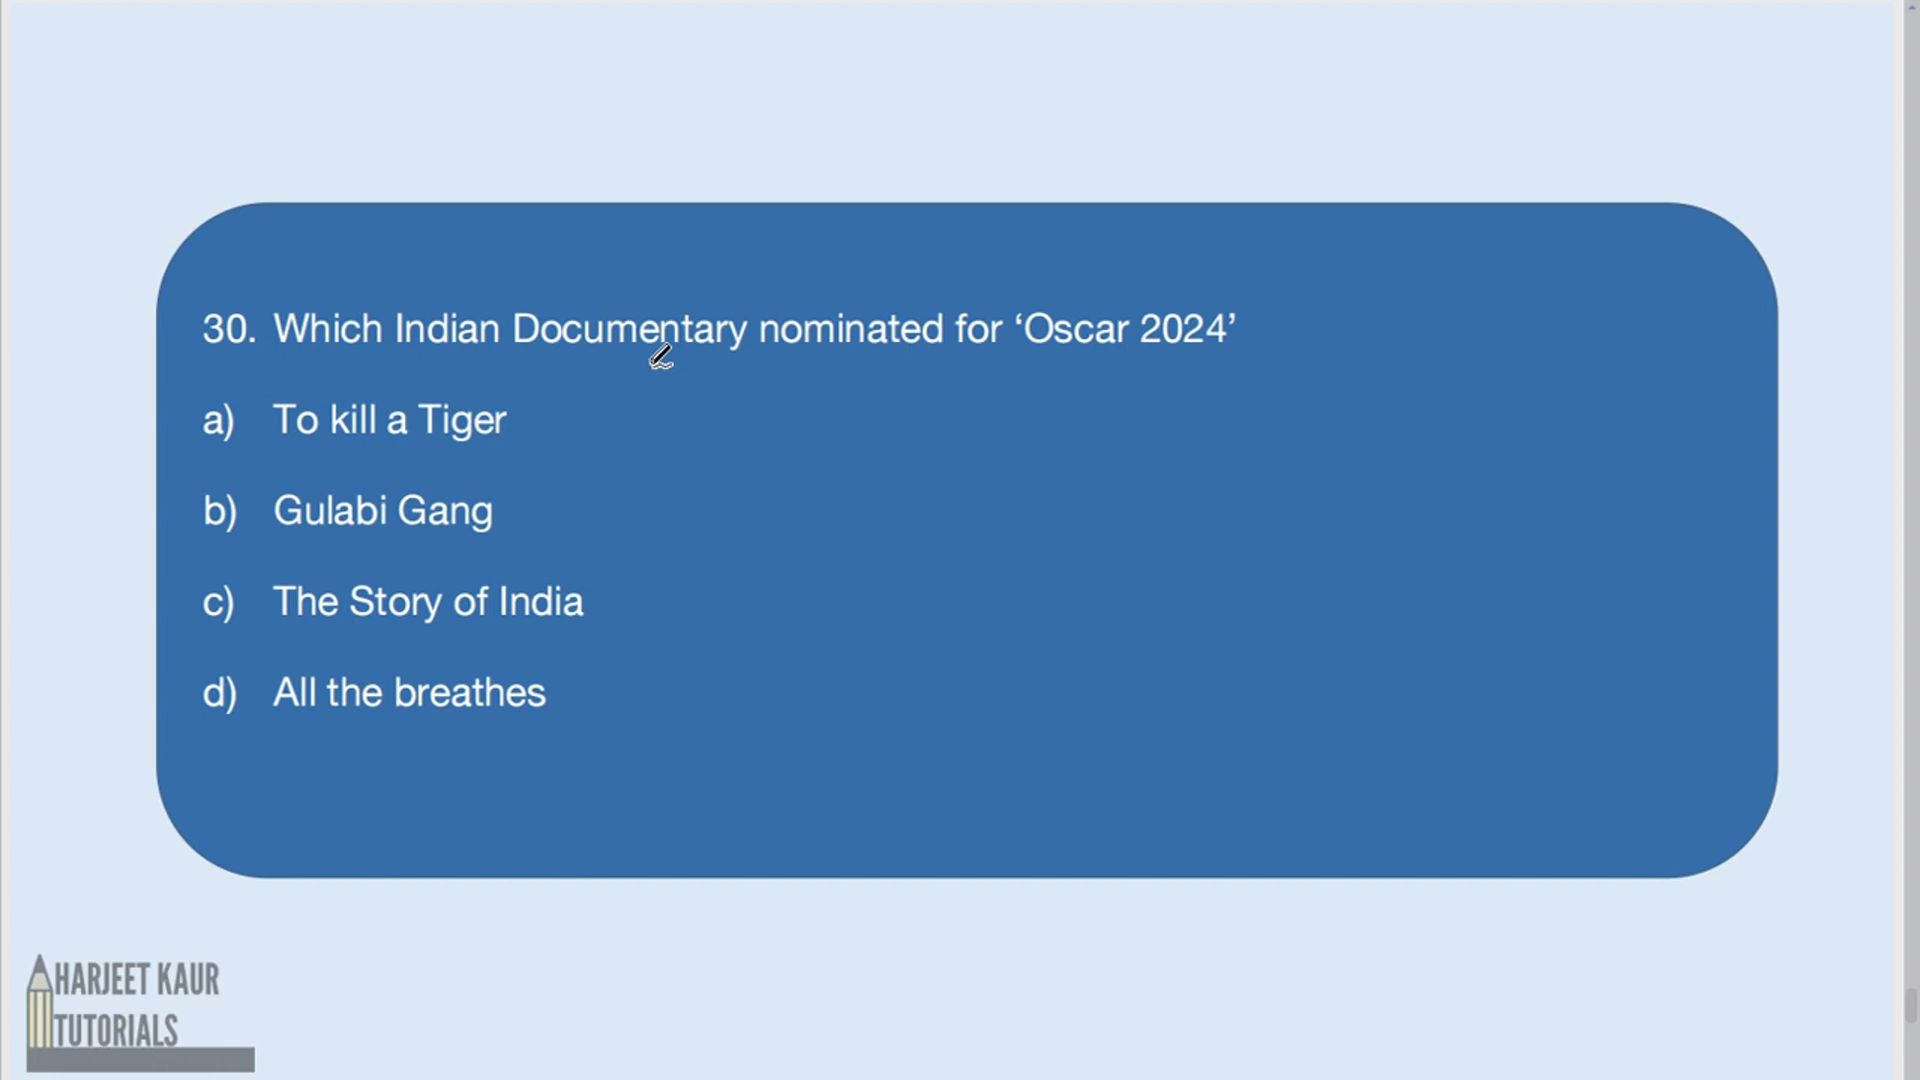 30. Which Indian Documentary nominated for ‘Oscar 2024’
a) To kill a Tiger
b) Gulabi Gang
c) The Story of India
d) All the breathes
HARJEET KAUR
TUTORIALS